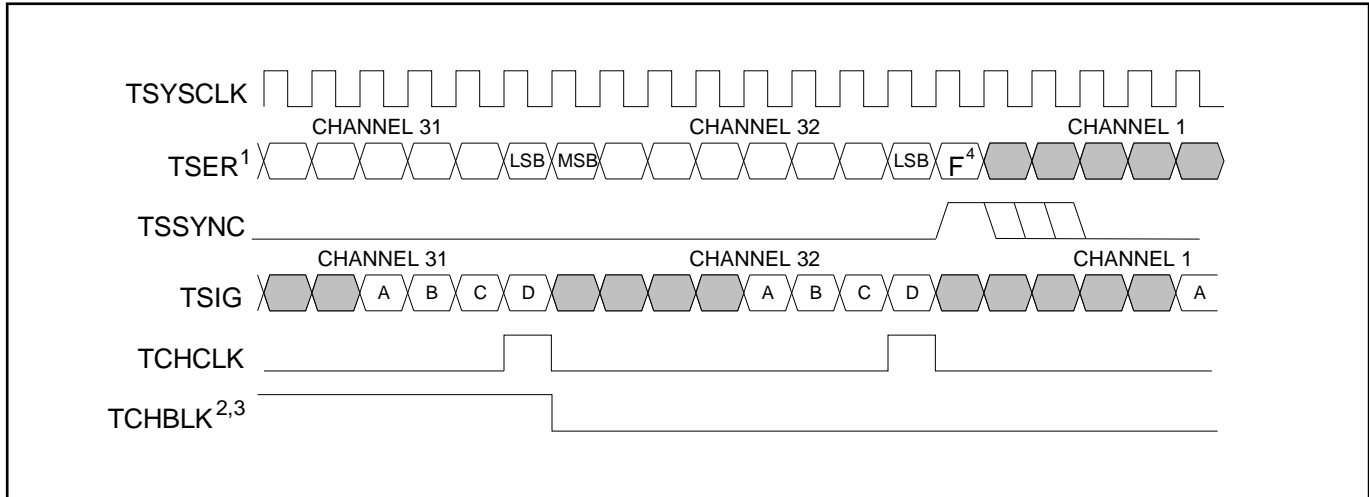 TSYSCLK
CHANNEL 31 CHANNEL 32 CHANNEL 1
TSER1 LSB MSB LSB F4
TSSYNC
CHANNEL 31 CHANNEL 32 CHANNEL 1
TSIG A B C D A B C D A
TCHCLK
TCHBLK2,3